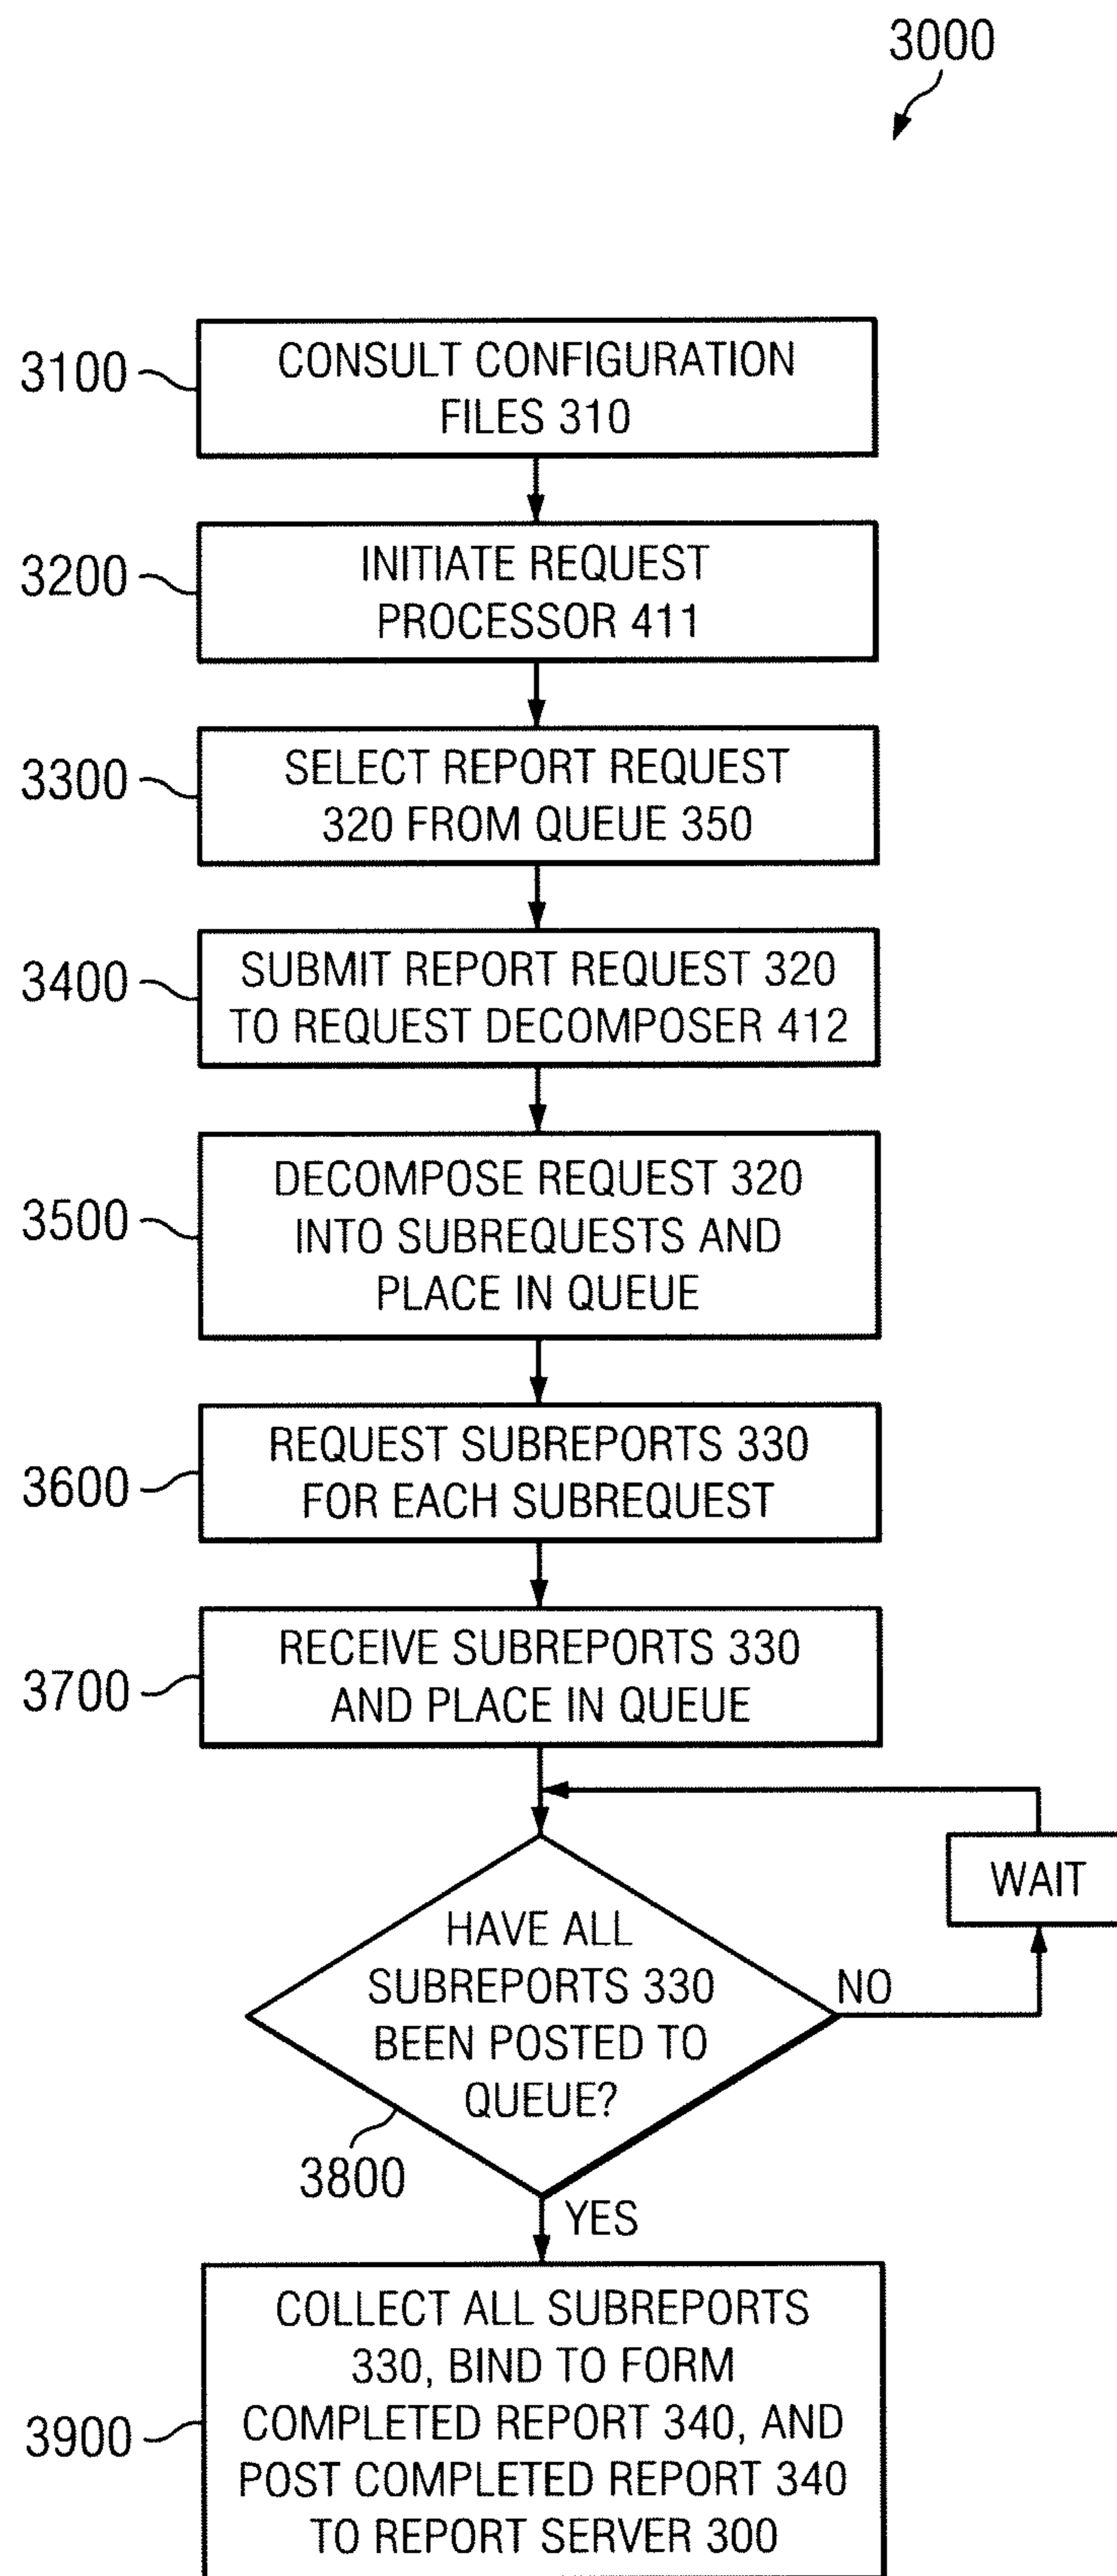 3000
3100
CONSULT CONFIGURATION
FILES 310
3200
INITIATE REQUEST
PROCESSOR 411
3300
SELECT REPORT REQUEST
320 FROM QUEUE 350
3400
SUBMIT REPORT REQUEST 320
TO REQUEST DECOMPOSER 412
3500
DECOMPOSE REQUEST 320
INTO SUBREQUESTS AND
PLACE IN QUEUE
3600
REQUEST SUBREPORTS 330
FOR EACH SUBREQUEST
3700
RECEIVE SUBREPORTS 330
AND PLACE IN QUEUE
WAIT
HAVE ALL
SUBREPORTS 330
BEEN POSTED TO
QUEUE?
NO
3800
YES
3900
COLLECT ALL SUBREPORTS
330, BIND TO FORM
COMPLETED REPORT 340, AND
POST COMPLETED REPORT 340
TO REPORT SERVER 300